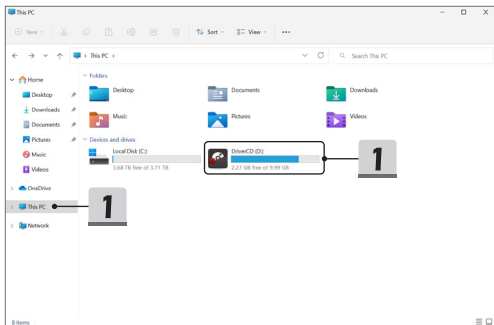 This PC
New
Sort
View
This PC
Search This PC
Home
Desktop
Downloads
Documents
Pictures
Music
Videos
OneDrive
This PC
Network
Folders
Desktop
Documents
Downloads
Music
Pictures
Videos
Devices and drives
Local Disk (C:)
3.68 TB free of 3.71 TB
DriverCD (D:)
2.27 GB free of 9.99 GB
1
1
8 items